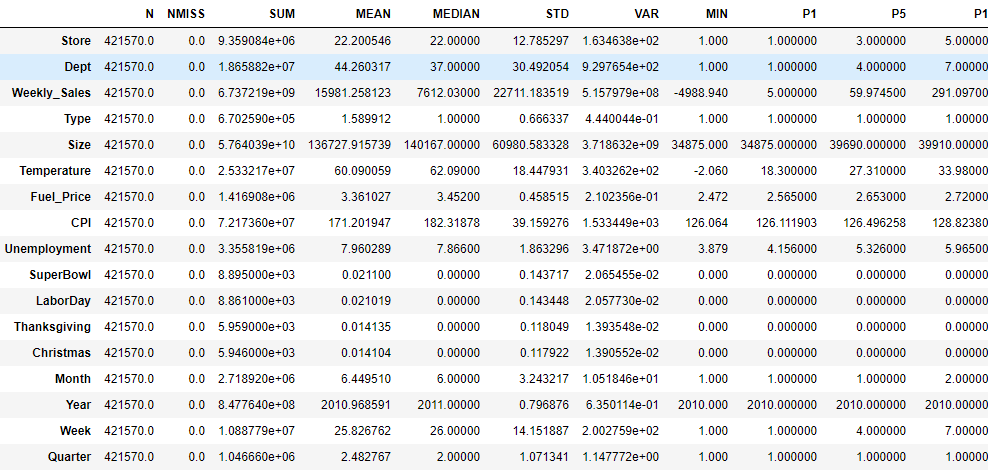 N NMISS SUM MEAN MEDIAN STD VAR MIN P1 P5 P1
Store 421570.0 0.0 9.359084e+06 22.200546 22.00000 12.785297 1.634638e+02 1.000 1.000000 3.000000 5.00000
Dept 421570.0 0.0 1.865882e+07 44.260317 37.00000 30.492054 9.297654e+02 1.000 1.000000 4.000000 7.00000
Weekly_Sales 421570.0 0.0 6.737219e+09 15981.258123 7612.03000 22711.183519 5.157979e+08 -4988.940 5.000000 59.974500 291.09700
Type 421570.0 0.0 6.702590e+05 1.589912 1.00000 0.666337 4.440044e-01 1.000 1.000000 1.000000 1.00000
Size 421570.0 0.0 5.764039e+10 136727.915739 140167.00000 60980.583328 3.718632e+09 34875.000 34875.000000 39690.000000 39910.00000
Temperature 421570.0 0.0 2.533217e+07 60.090059 62.09000 18.447931 3.403262e+02 -2.060 18.300000 27.310000 33.98000
Fuel_Price 421570.0 0.0 1.416908e+06 3.361027 3.45200 0.458515 2.102356e-01 2.472 2.565000 2.653000 2.72000
CPI 421570.0 0.0 7.217360e+07 171.201947 182.31878 39.159276 1.533449e+03 126.064 126.111903 126.496258 128.82380
Unemployment 421570.0 0.0 3.355819e+06 7.960289 7.86600 1.863296 3.471872e+00 3.879 4.156000 5.326000 5.96500
SuperBowl 421570.0 0.0 8.895000e+03 0.021100 0.00000 0.143717 2.065455e-02 0.000 0.000000 0.000000 0.00000
LaborDay 421570.0 0.0 8.861000e+03 0.021019 0.00000 0.143448 2.057730e-02 0.000 0.000000 0.000000 0.00000
Thanksgiving 421570.0 0.0 5.959000e+03 0.014135 0.00000 0.118049 1.393548e-02 0.000 0.000000 0.000000 0.00000
Christmas 421570.0 0.0 5.946000e+03 0.014104 0.00000 0.117922 1.390552e-02 0.000 0.000000 0.000000 0.00000
Month 421570.0 0.0 2.718920e+06 6.449510 6.00000 3.243217 1.051846e+01 1.000 1.000000 1.000000 2.00000
Year 421570.0 0.0 8.477640e+08 2010.968591 2011.00000 0.796876 6.350114e-01 2010.000 2010.000000 2010.000000 2010.00000
Week 421570.0 0.0 1.088779e+07 25.826762 26.00000 14.151887 2.002759e+02 1.000 1.000000 4.000000 7.00000
Quarter 421570.0 0.0 1.046660e+06 2.482767 2.00000 1.071341 1.147772e+00 1.000 1.000000 1.000000 1.00000